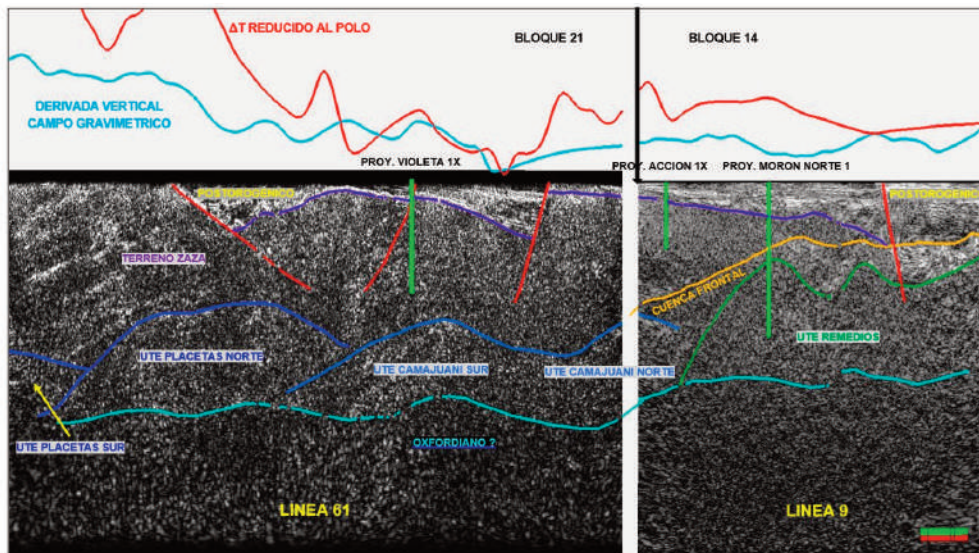 ΔT REDUCIDO AL POLO
BLOQUE 21
BLOQUE 14
DERIVADA VERTICAL
CAMPO GRAVIMETRICO
PROY. VIOLETA 1X
PROY. ACCION 1X
PROY. MORON NORTE 1
POSTOROGENICO
POSTOROGENICO
TERRENO ZAZA
CUENCA FRONTAL
UTE PLACETAS NORTE
UTE CAMAJUANI SUR
UTE CAMAJUANI NORTE
UTE REMEDIOS
UTE PLACETAS SUR
OXFORDIANO ?
LINEA 61
LINEA 9